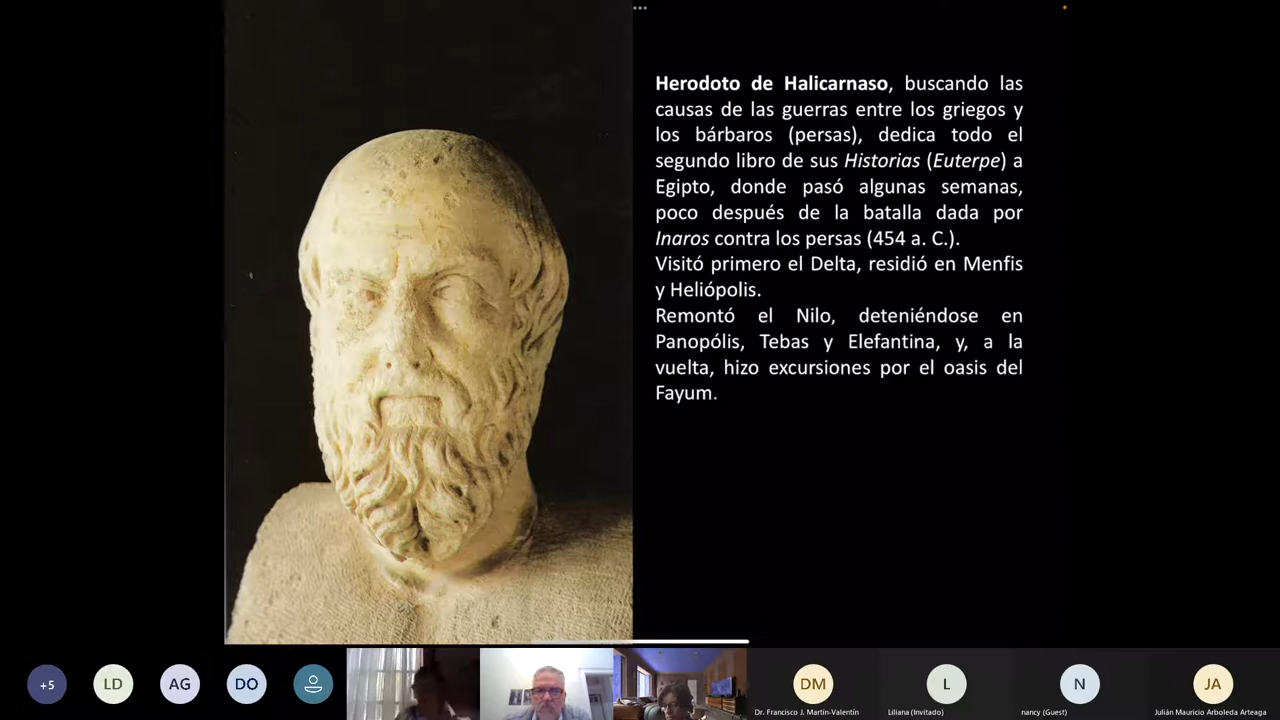 Herodoto de Halicarnaso, buscando las
causas de las guerras entre los griegos y
los bárbaros (persas), dedica todo el
segundo libro de sus Historias (Euterpe) a
Egipto, donde pasó algunas semanas,
poco después de la batalla dada por
Inaros contra los persas (454 a. C.).
Visitó primero el Delta, residió en Menfis
y Heliópolis.
Remontó el Nilo, deteniéndose en
Panopólis, Tebas y Elefantina, y, a la
vuelta, hizo excursiones por el oasis del
Fayum.
+5 LD AG DO DM L N JA
Dr. Francisco J. Martín-Valentín Liliana (Invitado) nancy (Guest) Julián Mauricio Arboleda Arteaga